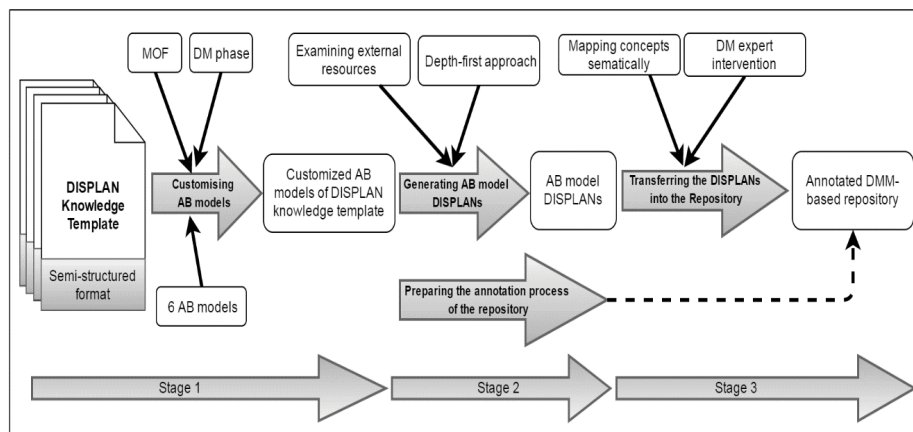 MOF
DM phase
Examining external
resources
Depth-first approach
Mapping concepts
sematically
DM expert
intervention
DISPLAN
Knowledge
Template
Semi-structured
format
Customising
AB models
Customized AB
models of DISPLAN
knowledge template
Generating AB model
DISPLANs
AB model
DISPLANs
Transferring the DISPLANs
into the Repository
Annotated DMM-
based repository
6 AB models
Preparing the annotation process
of the repository
Stage 1
Stage 2
Stage 3